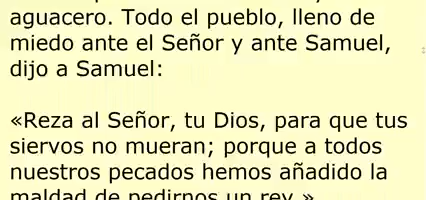 aguacero. Todo el pueblo, lleno de
miedo ante el Señor y ante Samuel,
dijo a Samuel:
«Reza al Señor, tu Dios, para que tus
siervos no mueran; porque a todos
nuestros pecados hemos añadido la
maldad de pedirnos un rey.»